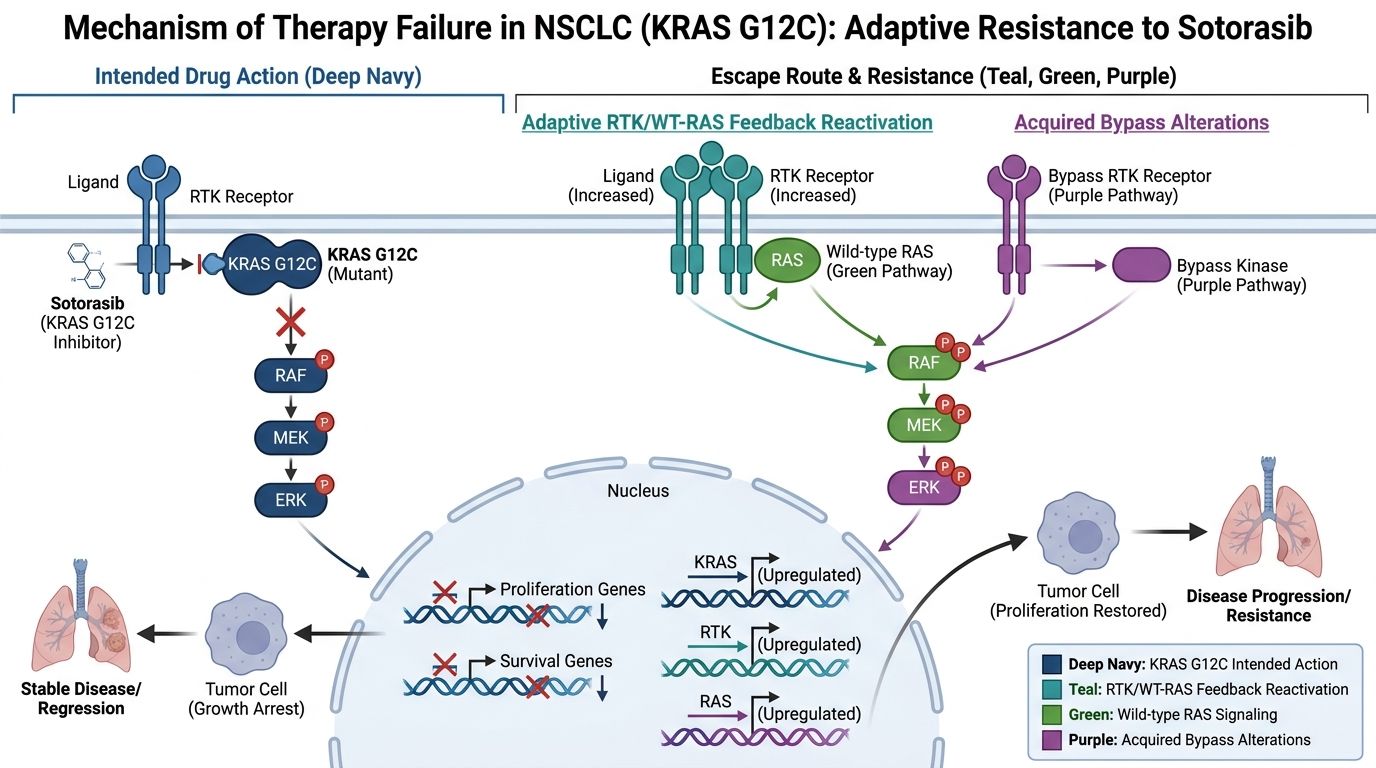 Mechanism of Therapy Failure in NSCLC (KRAS G12C): Adaptive Resistance to Sotorasib
Intended Drug Action (Deep Navy)
Escape Route & Resistance (Teal, Green, Purple)
Adaptive RTK/WT-RAS Feedback Reactivation
Acquired Bypass Alterations
Ligand
RTK Receptor
Sotorasib
(KRAS G12C
Inhibitor)
KRAS G12C
KRAS G12C
(Mutant)
RAF
P
MEK
P
ERK
P
Ligand
(Increased)
RTK Receptor
(Increased)
RAS
Wild-type RAS
(Green Pathway)
Bypass RTK Receptor
(Purple Pathway)
Bypass Kinase
(Purple Pathway)
RAF
P
P
MEK
P
P
ERK
P
P
Nucleus
Proliferation Genes
Survival Genes
KRAS
(Upregulated)
RTK
(Upregulated)
RAS
(Upregulated)
Stable Disease/
Regression
Tumor Cell
(Growth Arrest)
Tumor Cell
(Proliferation Restored)
Disease Progression/
Resistance
Deep Navy: KRAS G12C Intended Action
Teal: RTK/WT-RAS Feedback Reactivation
Green: Wild-type RAS Signaling
Purple: Acquired Bypass Alterations